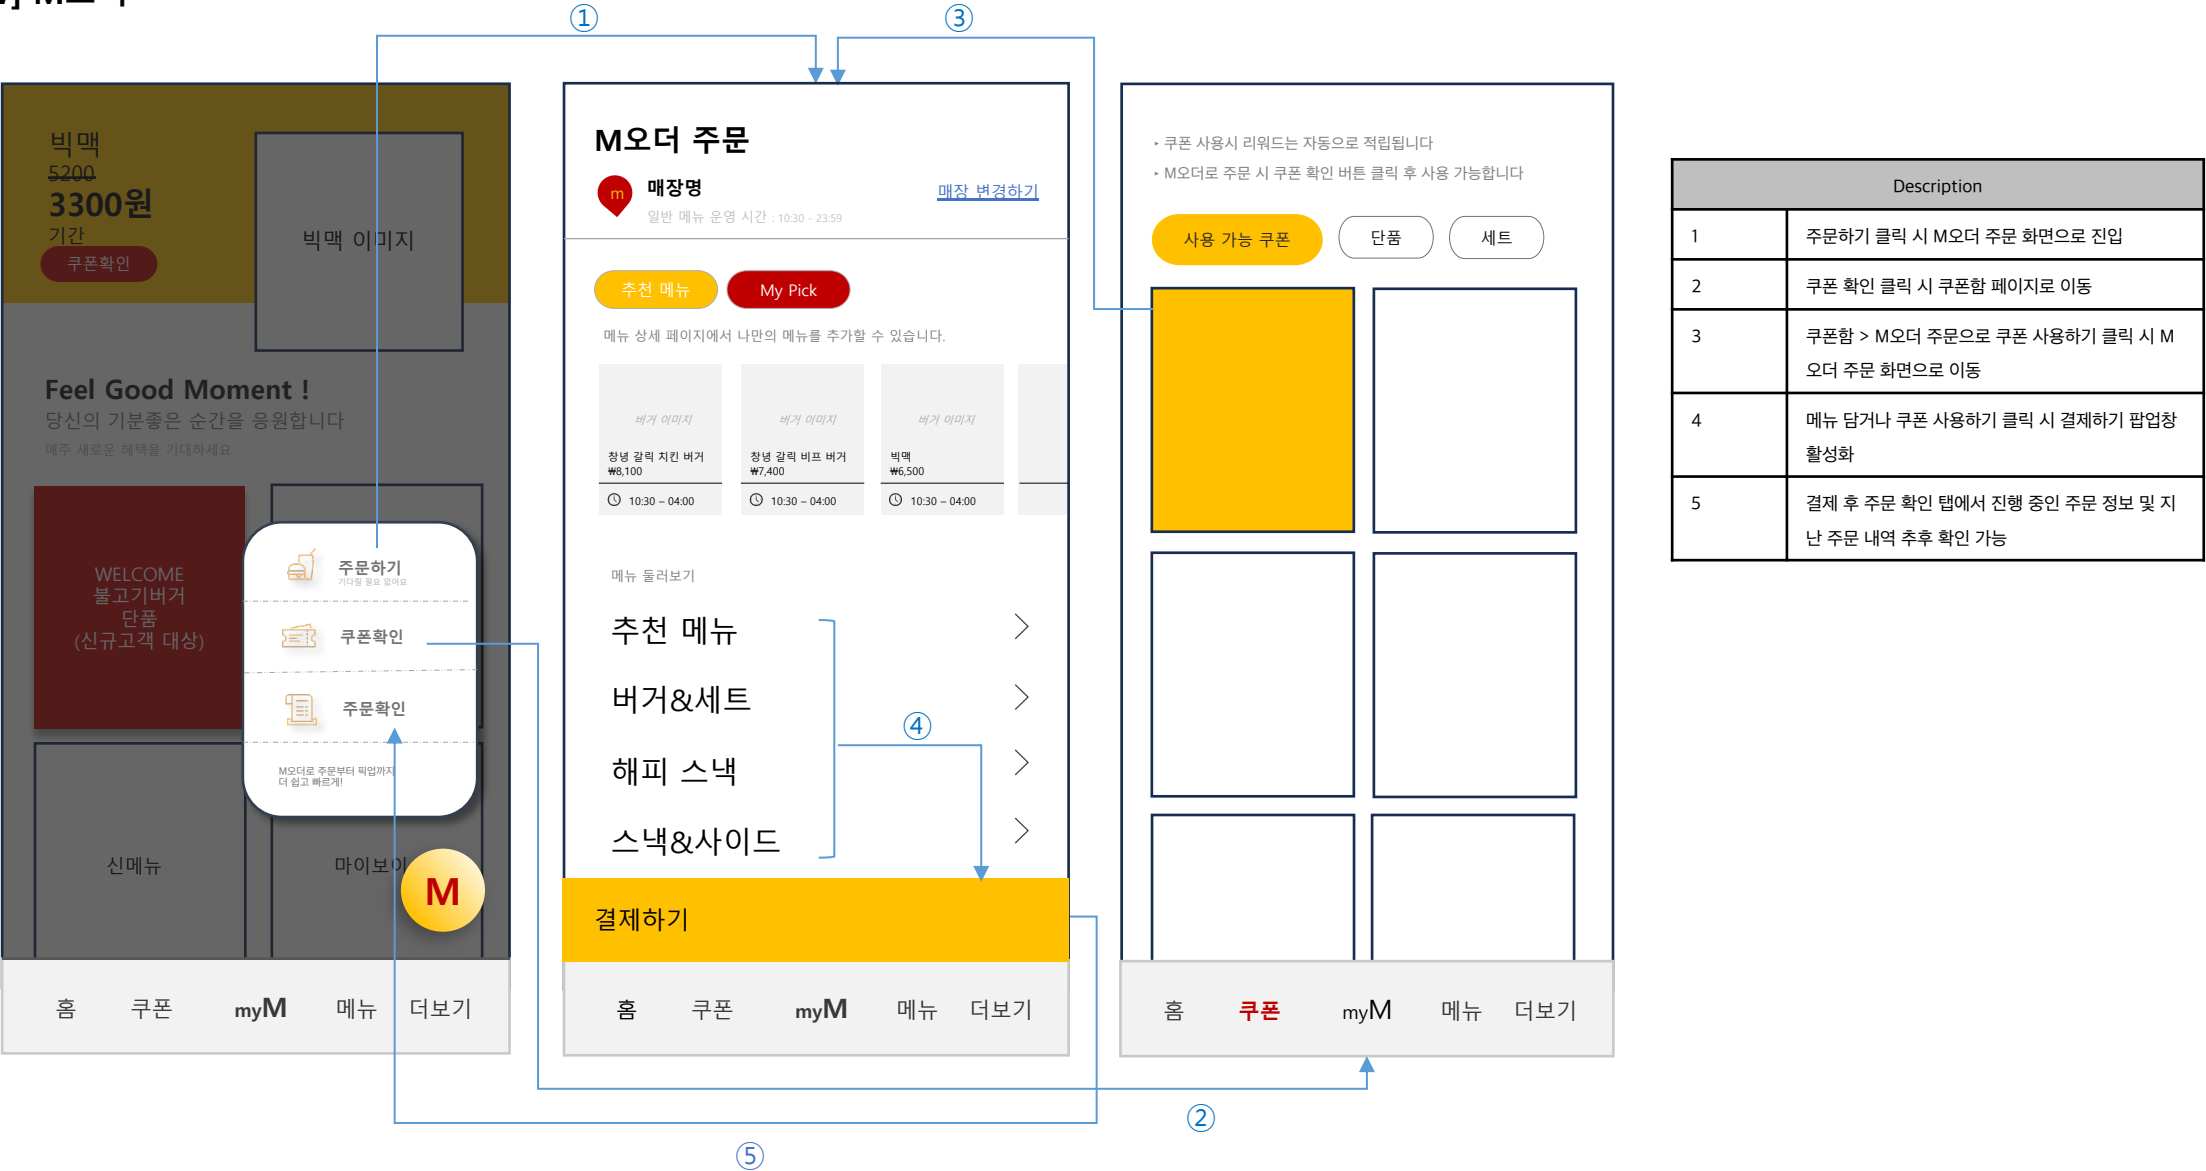 ①
③
빅맥
5200
3300원
기간
쿠폰확인
빅맥 이미지
Feel Good Moment !
당신의 기분좋은 순간을 응원합니다
매주 새로운 혜택을 기대하세요
WELCOME
불고기버거
단품
(신규고객 대상)
주문하기
기다릴 필요 없어요
쿠폰확인
주문확인
M오더로 주문부터 픽업까지
더 쉽고 빠르게!
신메뉴
마이보이
M
홈 쿠폰 myM 메뉴 더보기
M오더 주문
m
매장명
매장 변경하기
일반 메뉴 운영 시간 : 10:30 - 23:59
추천 메뉴
My Pick
메뉴 상세 페이지에서 나만의 메뉴를 추가할 수 있습니다.
버거 이미지
창녕 갈릭 치킨 버거
₩8,100
10:30 – 04:00
버거 이미지
창녕 갈릭 비프 버거
₩7,400
10:30 – 04:00
버거 이미지
빅맥
₩6,500
10:30 – 04:00
메뉴 둘러보기
추천 메뉴
버거&세트
④
해피 스낵
스낵&사이드
결제하기
홈 쿠폰 myM 메뉴 더보기
‣ 쿠폰 사용시 리워드는 자동으로 적립됩니다
‣ M오더로 주문 시 쿠폰 확인 버튼 클릭 후 사용 가능합니다
사용 가능 쿠폰
단품
세트
홈 쿠폰 myM 메뉴 더보기
②
⑤
Description
1 주문하기 클릭 시 M오더 주문 화면으로 진입
2 쿠폰 확인 클릭 시 쿠폰함 페이지로 이동
3 쿠폰함 > M오더 주문으로 쿠폰 사용하기 클릭 시 M
오더 주문 화면으로 이동
4 메뉴 담거나 쿠폰 사용하기 클릭 시 결제하기 팝업창
활성화
5 결제 후 주문 확인 탭에서 진행 중인 주문 정보 및 지
난 주문 내역 추후 확인 가능